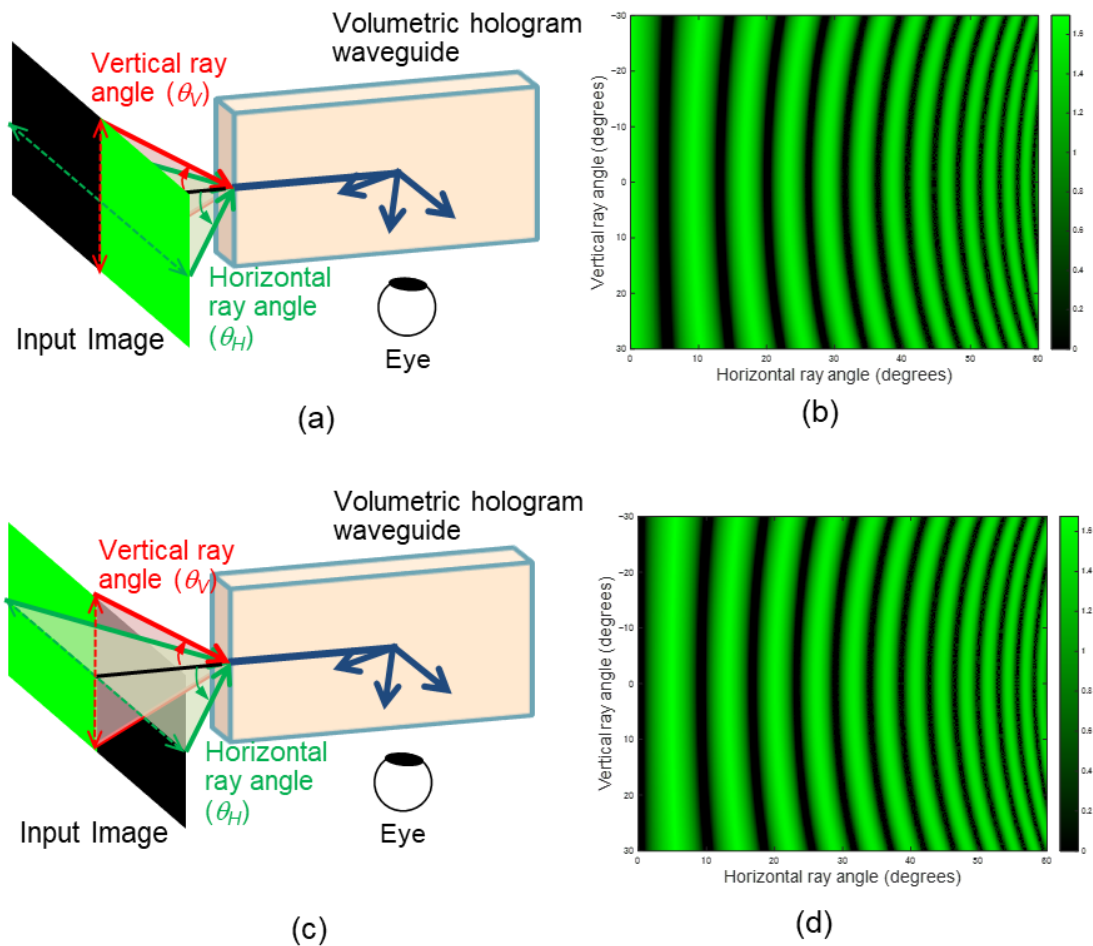 Volumetric hologram
waveguide
Vertical ray
angle (θV)
Horizontal
ray angle
(θH)
Input Image
Eye
(a)
−30
−20
−10
0
10
20
30
Vertical ray angle (degrees)
0
10
20
30
40
50
60
Horizontal ray angle (degrees)
1.6
1.4
1.2
1
0.8
0.6
0.4
0.2
0
(b)
Volumetric hologram
waveguide
Vertical ray
angle (θV)
Horizontal
ray angle
(θH)
Input Image
Eye
(c)
−30
−20
−10
0
10
20
30
Vertical ray angle (degrees)
0
10
20
30
40
50
60
Horizontal ray angle (degrees)
1.6
1.4
1.2
1
0.8
0.6
0.4
0.2
0
(d)